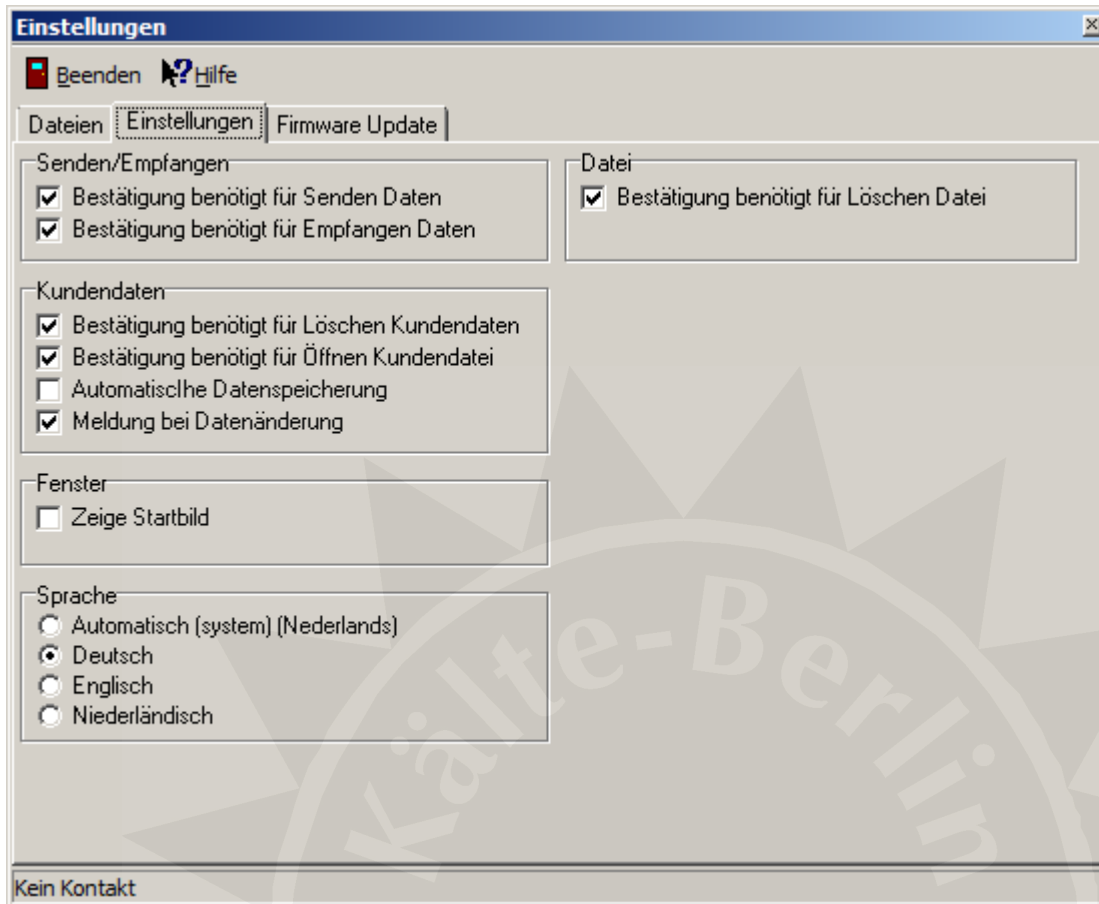 Einstellungen
Beenden Hilfe
Dateien Einstellungen Firmware Update
Senden/Empfangen
Bestätigung benötigt für Senden Daten
Bestätigung benötigt für Empfangen Daten
Datei
Bestätigung benötigt für Löschen Datei
Kundendaten
Bestätigung benötigt für Löschen Kundendaten
Bestätigung benötigt für Öffnen Kundendatei
Automatisclhe Datenspeicherung
Meldung bei Datenänderung
Fenster
Zeige Startbild
Sprache
Automatisch (system) (Nederlands)
Deutsch
Englisch
Niederländisch
Kälte-Berlin
Kein Kontakt